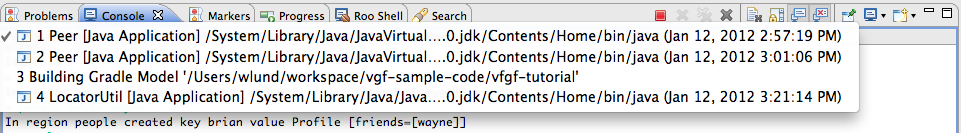 Problems Console Markers Progress Roo Shell Search
1 Peer [Java Application] /System/Library/Java/JavaVirtual....0.jdk/Contents/Home/bin/java (Jan 12, 2012 2:57:19 PM)
2 Peer [Java Application] /System/Library/Java/JavaVirtual....0.jdk/Contents/Home/bin/java (Jan 12, 2012 3:01:06 PM)
3 Building Gradle Model '/Users/wlund/workspace/vgf-sample-code/vfgf-tutorial'
4 LocatorUtil [Java Application] /System/Library/Java/Java....0.jdk/Contents/Home/bin/java (Jan 12, 2012 3:21:14 PM)
In region people created key brian value Profile [friends=[wayne]]